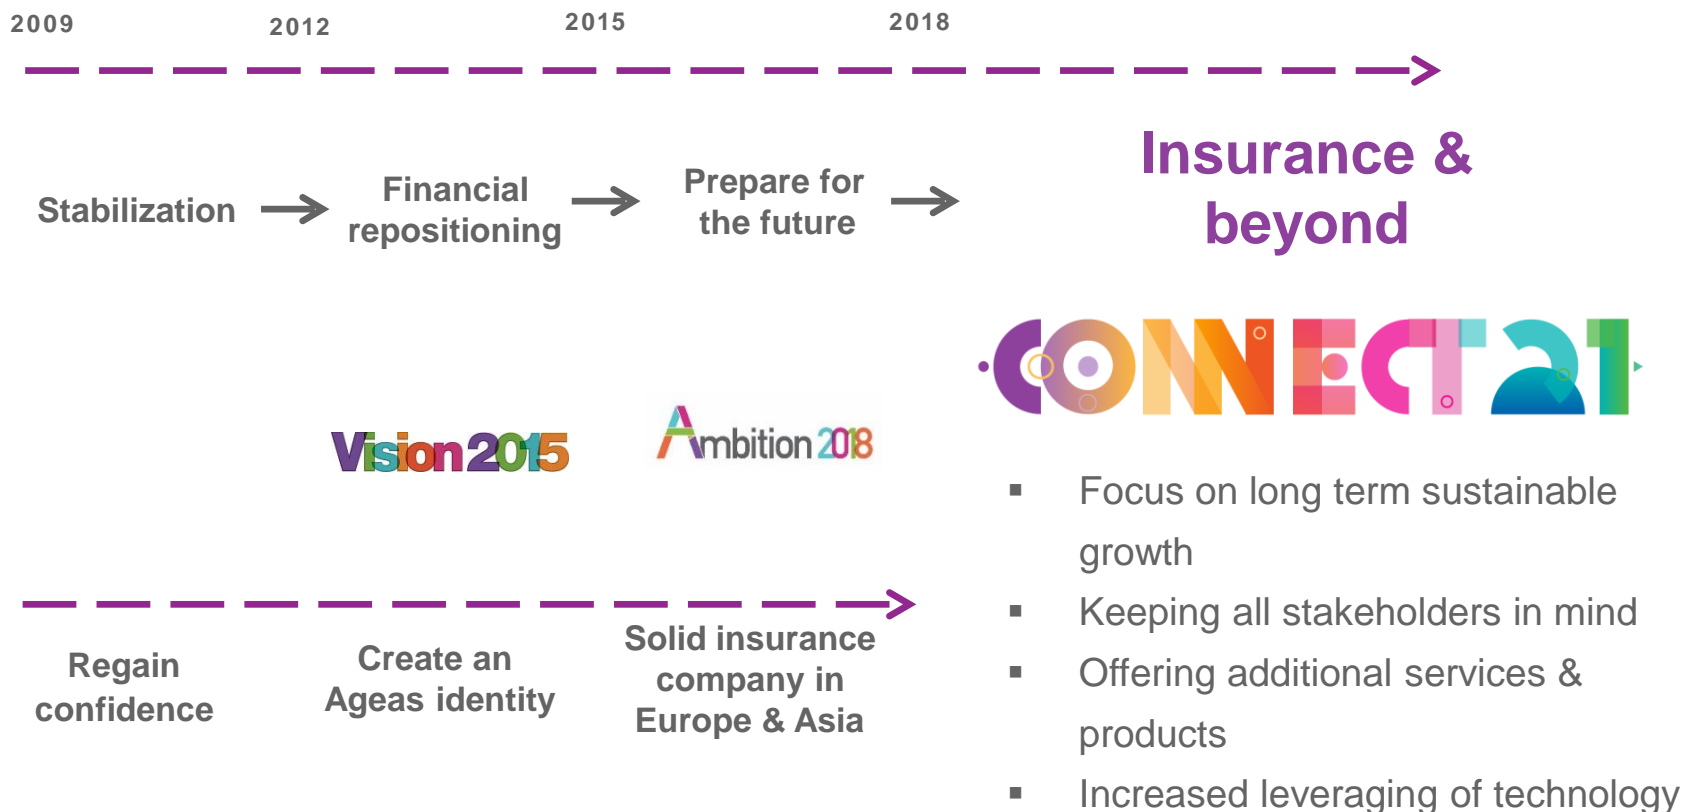 2009
2012
2015
2018
Stabilization
Financial
repositioning
Prepare for
the future
Insurance &
beyond
Vision2015
Ambition 2018
CONNECT21
Regain
confidence
Create an
Ageas identity
Solid insurance
company in
Europe & Asia
▪ Focus on long term sustainable
growth
▪ Keeping all stakeholders in mind
▪ Offering additional services &
products
▪ Increased leveraging of technology